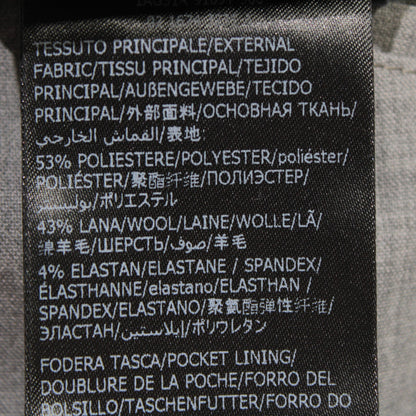 TESSUTO PRINCIPALE/EXTERNAL
FABRIC/TISSU PRINCIPAL/TEJIDO
PRINCIPAL/AUßENGEWEBE/TECIDO
PRINCIPAL/外部面料/ОСНОВНАЯ ТКАНЬ/
القماش الخارجي/表地:
53% POLIESTERE/POLYESTER/poliéster/
POLIÉSTER/聚酯纤维/ПОЛИЭСТЕР/
بوليستر/ポリエステル
43% LANA/WOOL/LAINE/WOLLE/LÃ/
绵羊毛/ШЕРСТЬ/صوف/羊毛
4% ELASTAN/ELASTANE / SPANDEX/
ÉLASTHANNE/elastano/ELASTHAN /
SPANDEX/ELASTANO/聚氨酯弹性纤维/
ЭЛАСТАН/إيلاستين/ポリウレタン
FODERA TASCA/POCKET LINING/
DOUBLURE DE LA POCHE/FORRO DEL
BOLSILLO/TASCHENFUTTER/FORRO DO